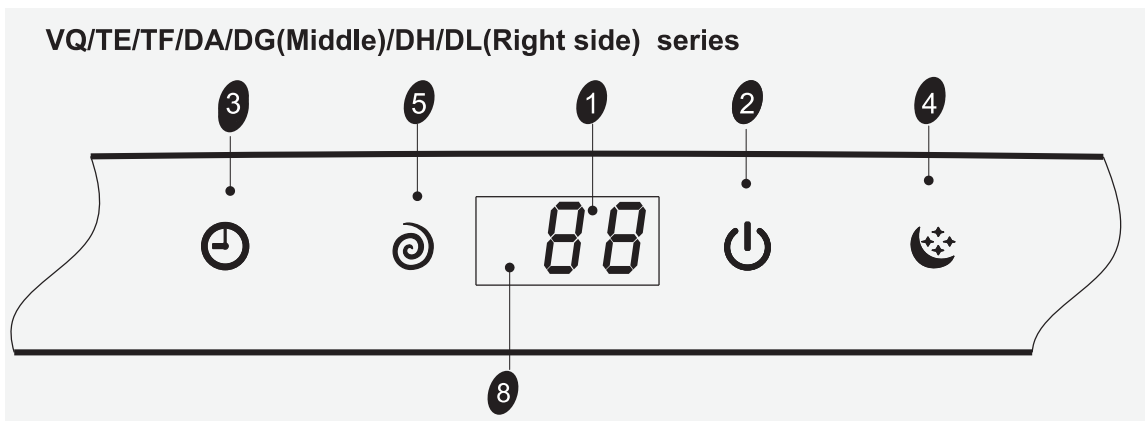 VQ/TE/TF/DA/DG(Middle)/DH/DL(Right side) series
3 5 1 2 4
88
8